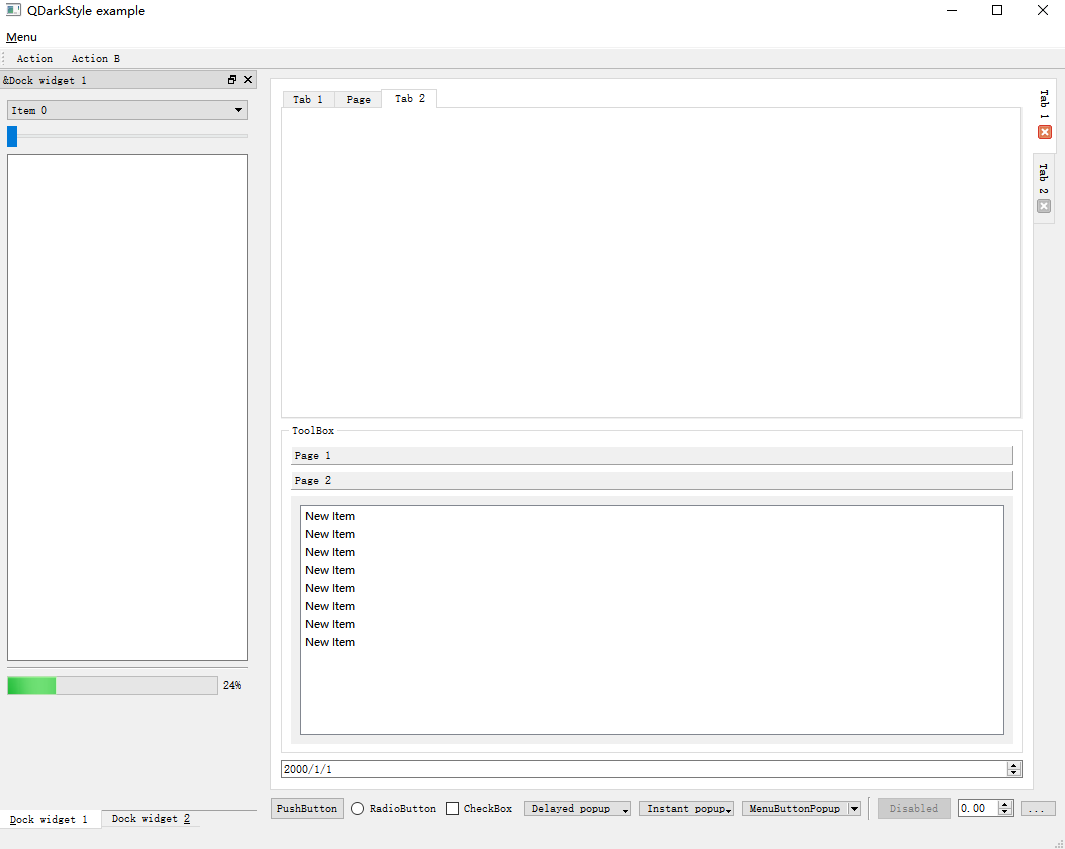 QDarkStyle example
Menu
Action Action B
&Dock widget 1
Item 0
24%
Dock widget 1 Dock widget 2
Tab 1 Page Tab 2
Tab 1
Tab 2
ToolBox
Page 1
Page 2
New Item
New Item
New Item
New Item
New Item
New Item
New Item
New Item
2000/1/1
PushButton RadioButton CheckBox Delayed popup Instant popup MenuButtonPopup Disabled 0.00 ...